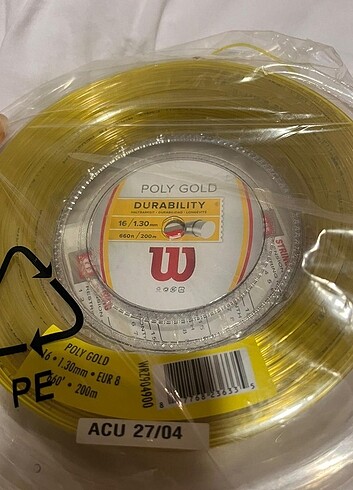 POLY GOLD
DURABILITY
16 / 1.30mm
660ft / 200m
W
PE
POLY GOLD
16 • 1.30mm • EUR 8
660' • 200m
WRZ904900
ACU 27/04